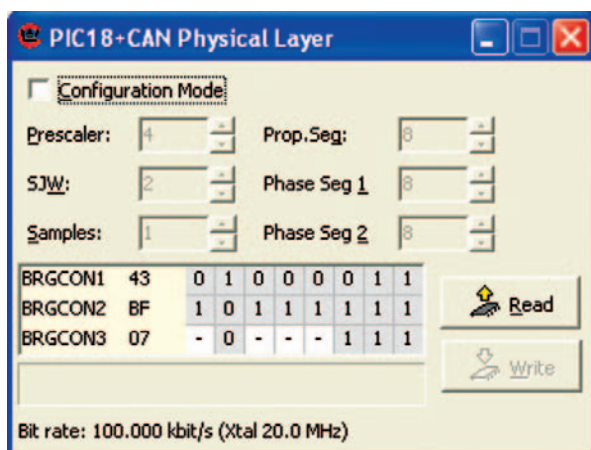 PIC18+CAN Physical Layer
Configuration Mode
Prescaler: 4 Prop.Seg: 8
SJW: 2 Phase Seg 1 8
Samples: 1 Phase Seg 2 8
BRGCON1 43 0 1 0 0 0 0 1 1
BRGCON2 BF 1 0 1 1 1 1 1 1
BRGCON3 07 - 0 - - - 1 1 1
Read
Write
Bit rate: 100.000 kbit/s (Xtal 20.0 MHz)